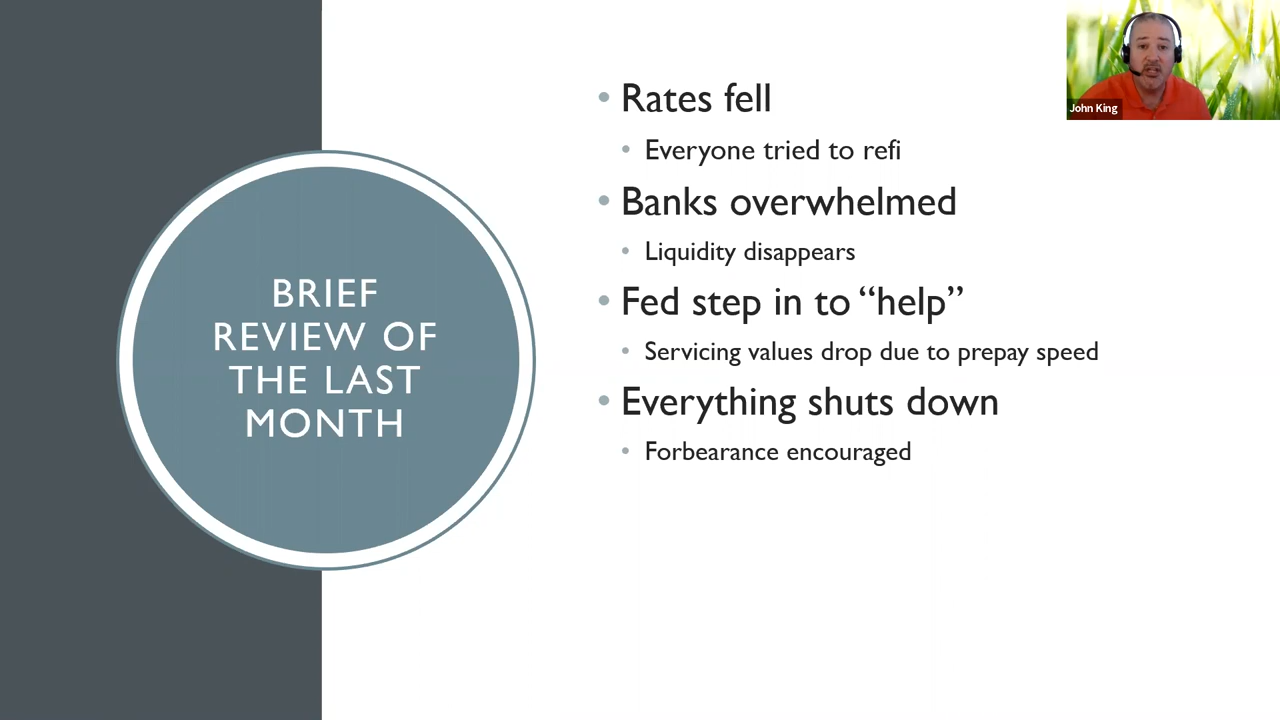 BRIEF
REVIEW OF
THE LAST
MONTH
• Rates fell
• Everyone tried to refi
• Banks overwhelmed
• Liquidity disappears
• Fed step in to “help”
• Servicing values drop due to prepay speed
• Everything shuts down
• Forbearance encouraged
John King